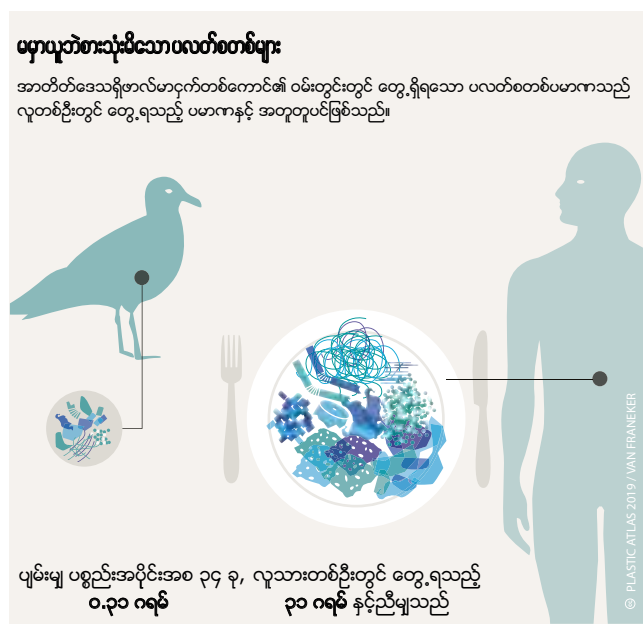 မမှာယူဘဲစားသုံးမိသော ပလတ်စတစ်များ
အာတိတ်ဒေသရှိဖာလ်မာငှက်တစ်ကောင်၏ ဝမ်းတွင်းတွင် တွေ့ရှိရသော ပလတ်စတစ်ပမာဏသည်
လူတစ်ဦးတွင် တွေ့ရသည့် ပမာဏနှင့် အတူတူပင်ဖြစ်သည်။
ပျမ်းမျှ ပစ္စည်းအပိုင်းအစ ၃၄ ခု,
၀.၃၁ ဂရမ်
လူသားတစ်ဦးတွင် တွေ့ရသည့်
၃၁ ဂရမ် နှင့်ညီမျှသည်
PLASTIC ATLAS 2019 / VAN FRANEKER